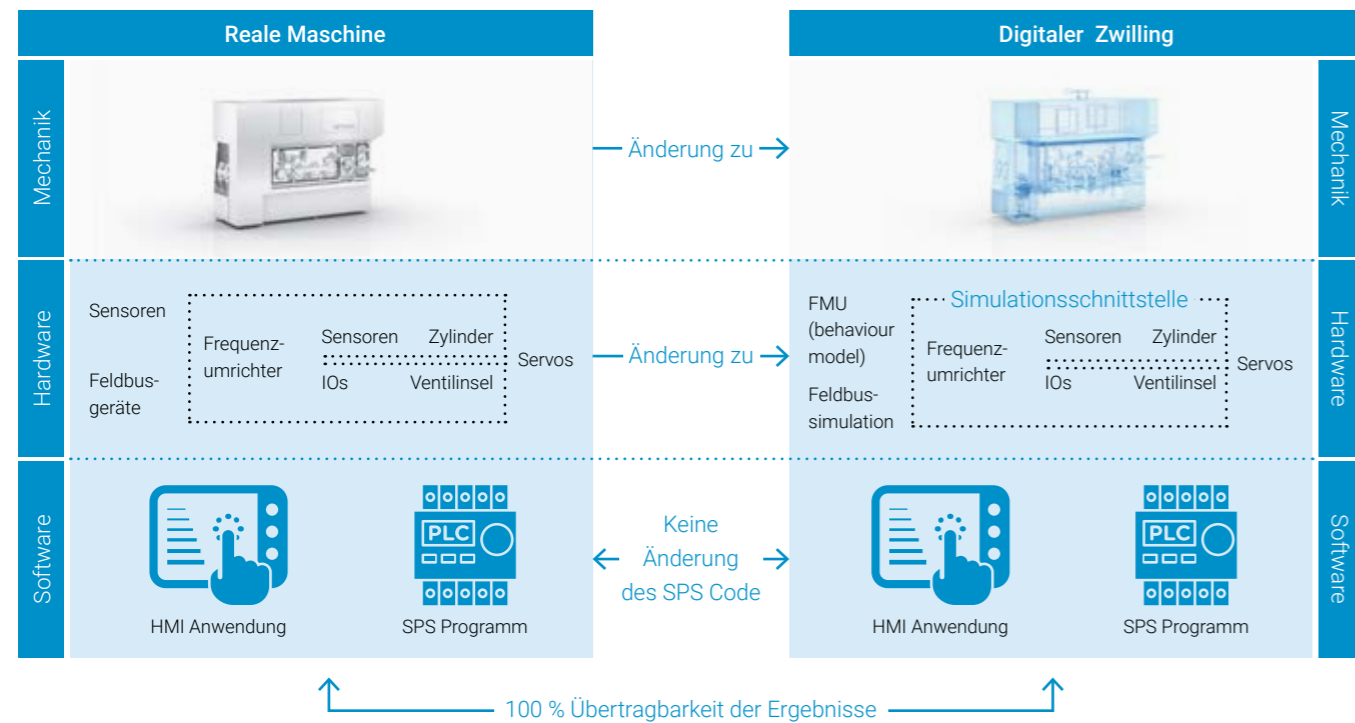 Reale Maschine
Digitaler Zwilling
Mechanik
Änderung zu
Mechanik
Hardware
Sensoren
Feldbus-
geräte
Frequenz-
umrichter
Sensoren Zylinder
IOs Ventilinsel
Servos
Änderung zu
FMU
(behaviour
model)
Feldbus-
simulation
Simulationsschnittstelle
Frequenz-
umrichter
Sensoren Zylinder
IOs Ventilinsel
Servos
Hardware
Software
PLC
HMI Anwendung
SPS Programm
Keine
Änderung
des SPS Code
PLC
HMI Anwendung
SPS Programm
Software
100 % Übertragbarkeit der Ergebnisse